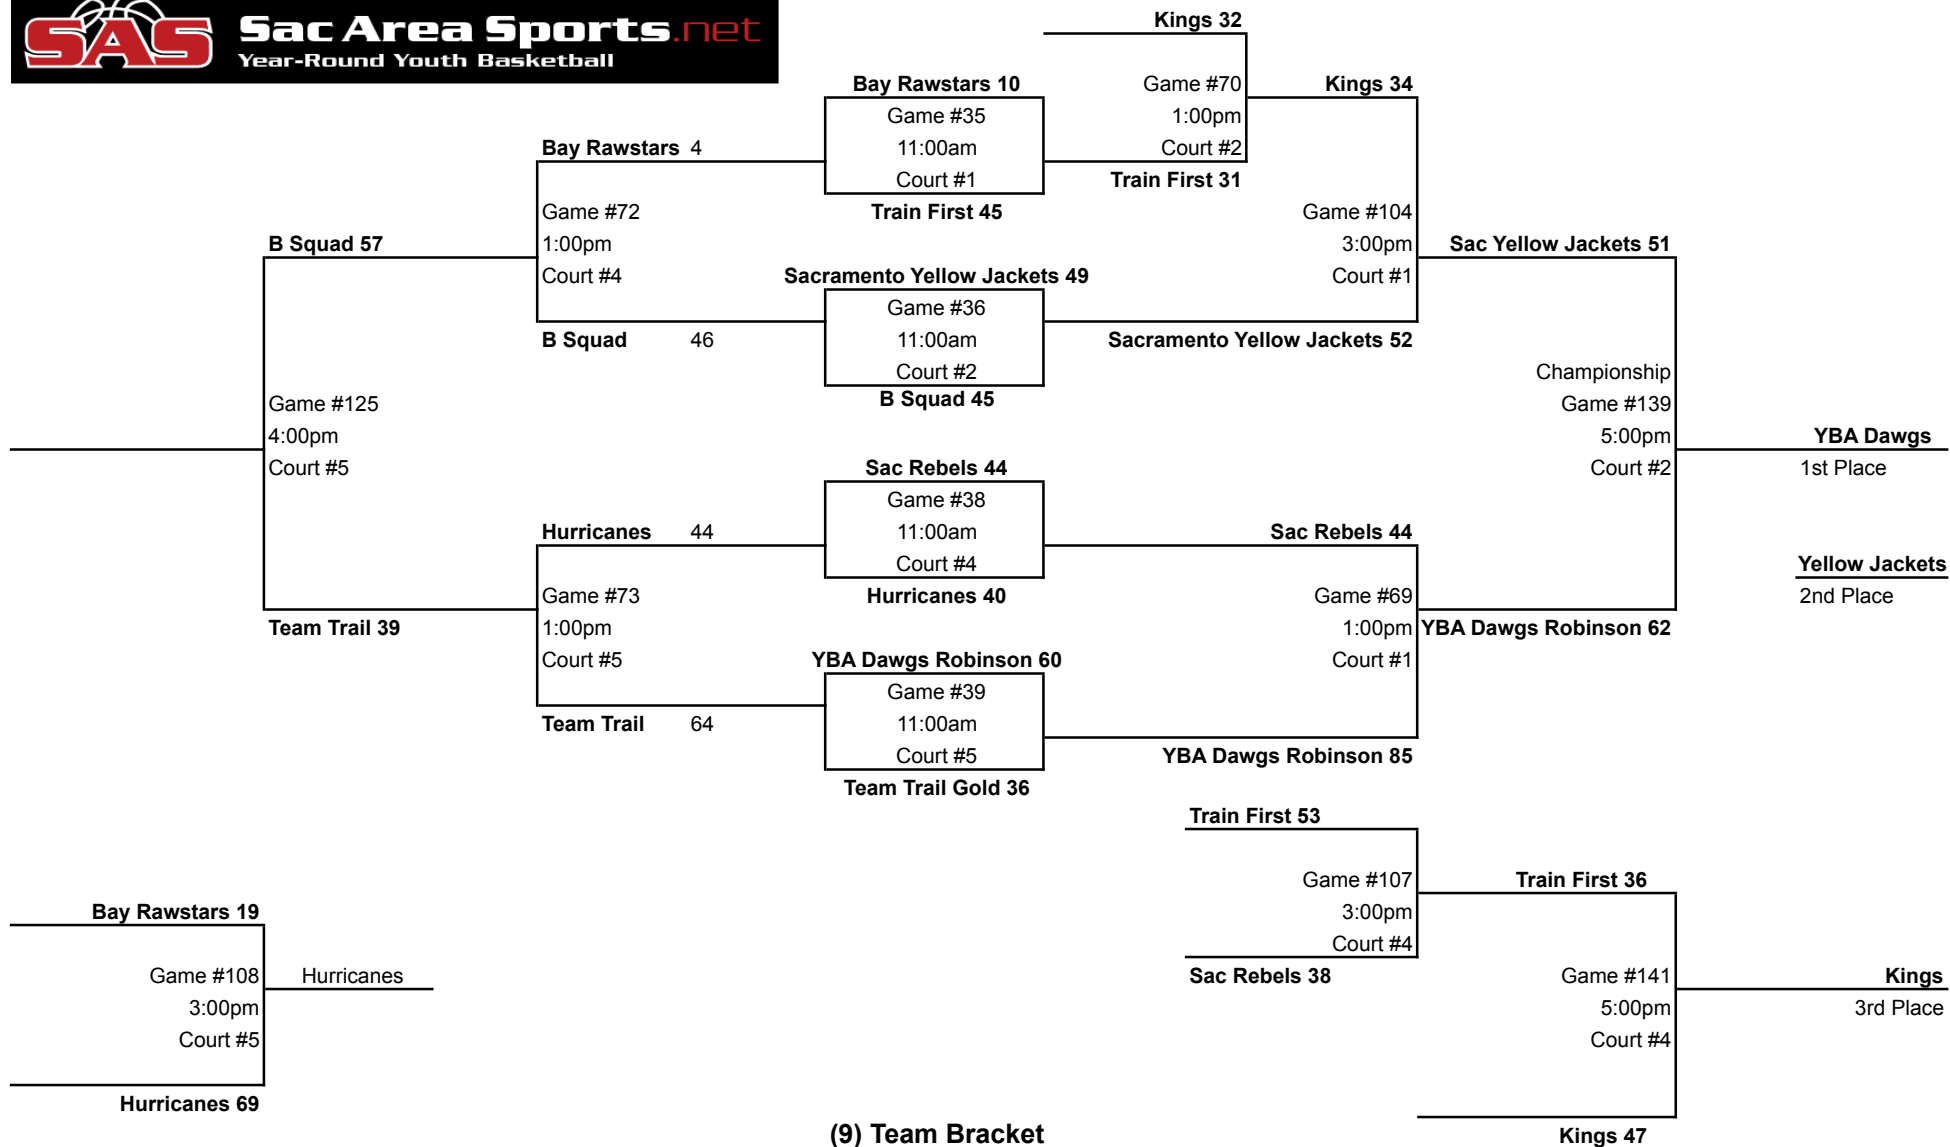 SAS Sac Area Sports.net
Year-Round Youth Basketball
Kings 32
Bay Rawstars 10
Game #70
Kings 34
Game #35
1:00pm
Bay Rawstars 4
11:00am
Court #2
Court #1
Train First 31
Game #72
Train First 45
Game #104
B Squad 57
1:00pm
3:00pm
Sac Yellow Jackets 51
Court #4
Sacramento Yellow Jackets 49
Court #1
Game #36
B Squad 46
11:00am
Sacramento Yellow Jackets 52
Court #2
Championship
B Squad 45
Game #125
Game #139
4:00pm
5:00pm
YBA Dawgs
Court #5
Sac Rebels 44
Court #2
1st Place
Game #38
Hurricanes 44
11:00am
Sac Rebels 44
Court #4
Yellow Jackets
Game #73
Hurricanes 40
Game #69
2nd Place
Team Trail 39
1:00pm
1:00pm
YBA Dawgs Robinson 62
Court #5
YBA Dawgs Robinson 60
Court #1
Game #39
Team Trail 64
11:00am
Court #5
YBA Dawgs Robinson 85
Team Trail Gold 36
Train First 53
Game #107
Train First 36
Bay Rawstars 19
3:00pm
Court #4
Game #108
Hurricanes
Sac Rebels 38
Game #141
Kings
3:00pm
5:00pm
3rd Place
Court #5
Court #4
Hurricanes 69
(9) Team Bracket
Kings 47